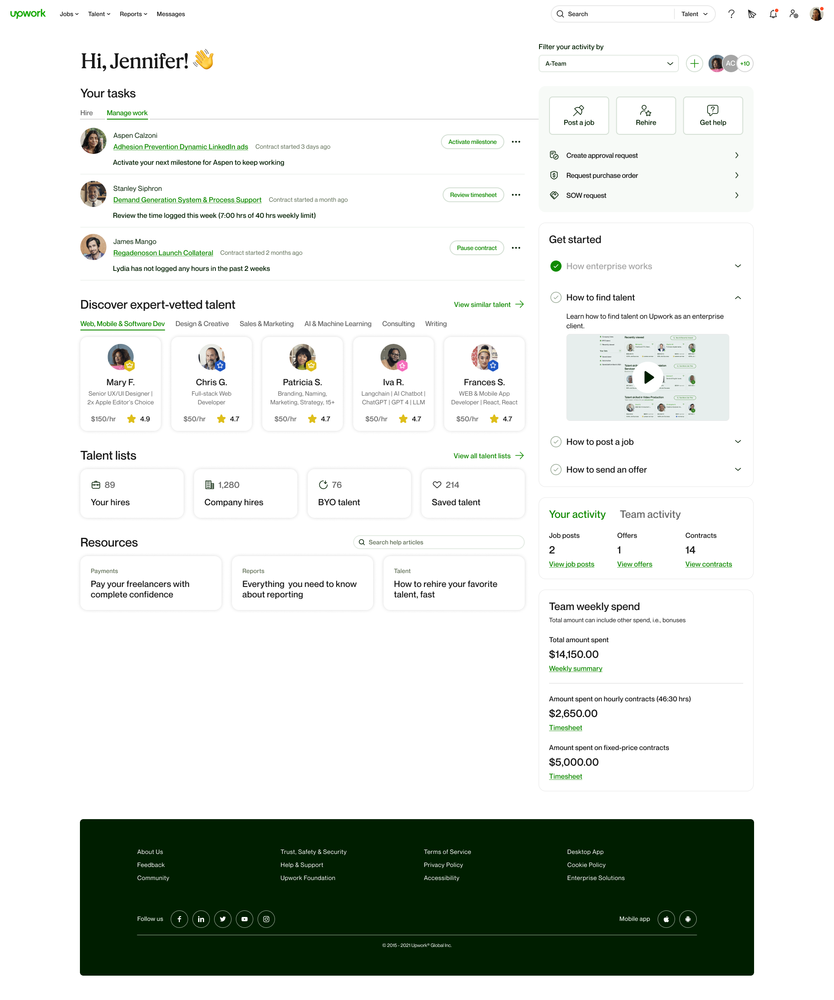 upwork
Jobs
Talent
Reports
Messages
Search
Talent
Hi, Jennifer!
Filter your activity by
A-Team
AC
+10
Your tasks
Hire
Manage work
Aspen Calzoni
Adhesion Prevention Dynamic LinkedIn ads
Contract started 3 days ago
Activate milestone
Activate your next milestone for Aspen to keep working
Stanley Siphron
Demand Generation System & Process Support
Contract started a month ago
Review timesheet
Review the time logged this week (7:00 hrs of 40 hrs weekly limit)
James Mango
Regadenoson Launch Collateral
Contract started 2 months ago
Pause contract
Lydia has not logged any hours in the past 2 weeks
Discover expert-vetted talent
View similar talent
Web, Mobile & Software Dev
Design & Creative
Sales & Marketing
AI & Machine Learning
Consulting
Writing
Mary F.
Senior UX/UI Designer |
2x Apple Editor's Choice
$150/hr
4.9
Chris G.
Full-stack Web
Developer
$50/hr
4.7
Patricia S.
Branding, Naming,
Marketing, Strategy, 15+
$50/hr
4.7
Iva R.
Langchain | AI Chatbot |
ChatGPT | GPT 4 | LLM
$50/hr
4.7
Frances S.
WEB & Mobile App
Developer | React, React
$50/hr
4.7
Talent lists
View all talent lists
89
Your hires
1,280
Company hires
76
BYO talent
214
Saved talent
Resources
Search help articles
Payments
Pay your freelancers with
complete confidence
Reports
Everything you need to know
about reporting
Talent
How to rehire your favorite
talent, fast
Post a job
Rehire
Get help
Create approval request
Request purchase order
SOW request
Get started
How enterprise works
How to find talent
Learn how to find talent on Upwork as an enterprise
client.
Recently viewed
Talent skilled in Video Production
How to post a job
How to send an offer
Your activity
Team activity
Job posts
2
View job posts
Offers
1
View offers
Contracts
14
View contracts
Team weekly spend
Total amount can include other spend, i.e., bonuses
Total amount spent
$14,150.00
Weekly summary
Amount spent on hourly contracts (46:30 hrs)
$2,650.00
Timesheet
Amount spent on fixed-price contracts
$5,000.00
Timesheet
About Us
Feedback
Community
Trust, Safety & Security
Help & Support
Upwork Foundation
Terms of Service
Privacy Policy
Accessibility
Desktop App
Cookie Policy
Enterprise Solutions
Follow us
Mobile app
© 2015 - 2021 Upwork® Global Inc.